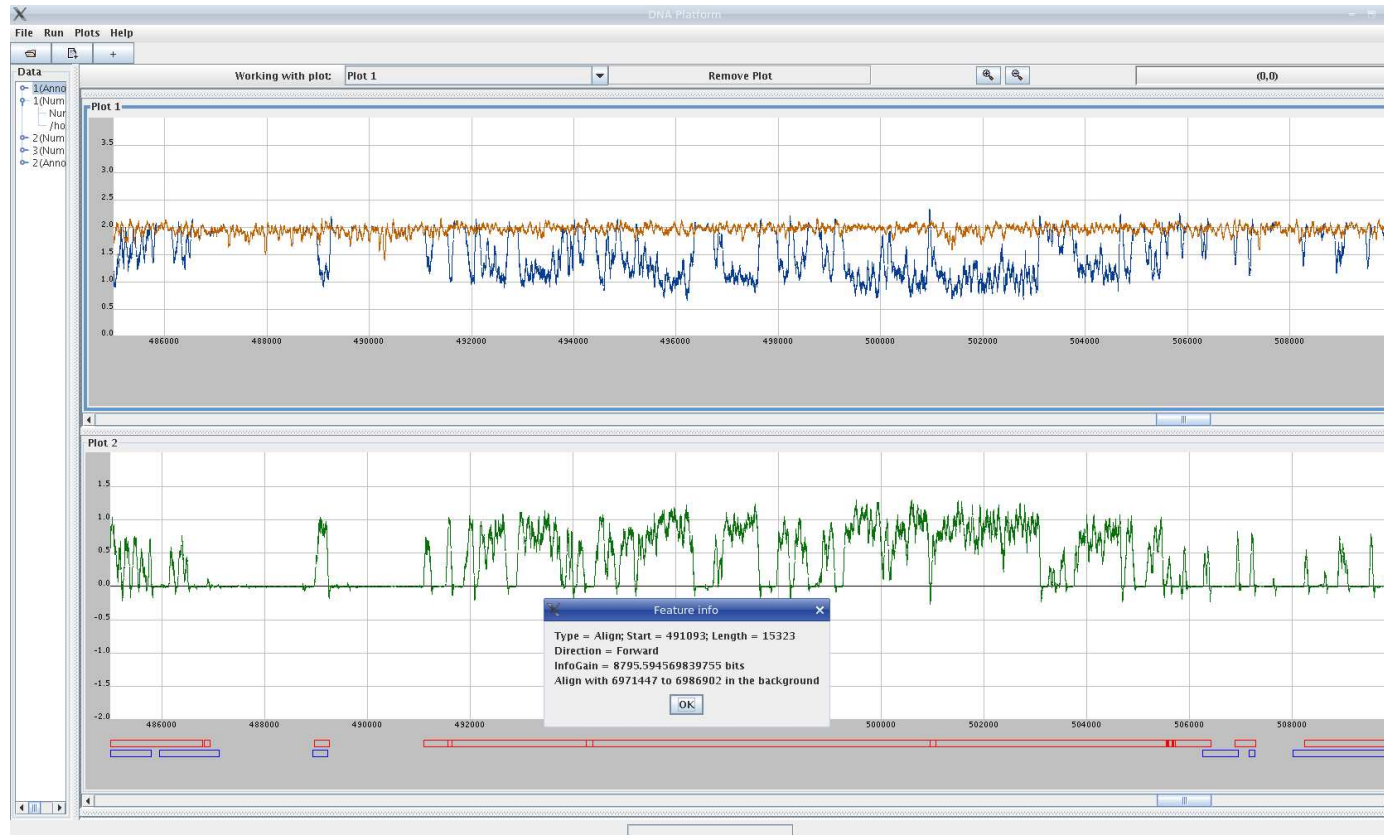 DNA Platform
File Run Plots Help
+
Data
Working with plot: Plot 1 Remove Plot (0,0)
1(Anno
1(Num
Nur
/ho
2(Num
3(Num
2(Anno
Plot 1
3.5
3.0
2.5
2.0
1.5
1.0
0.5
0.0
486000 488000 490000 492000 494000 496000 498000 500000 502000 504000 506000 508000
Plot 2
1.5
1.0
0.5
0.0
-0.5
-1.0
-1.5
-2.0
486000 488000 490000 492000 500000 502000 504000 506000 508000
Feature info
Type = Align; Start = 491093; Length = 15323
Direction = Forward
InfoGain = 8795.594569839755 bits
Align with 6971447 to 6986902 in the background
OK